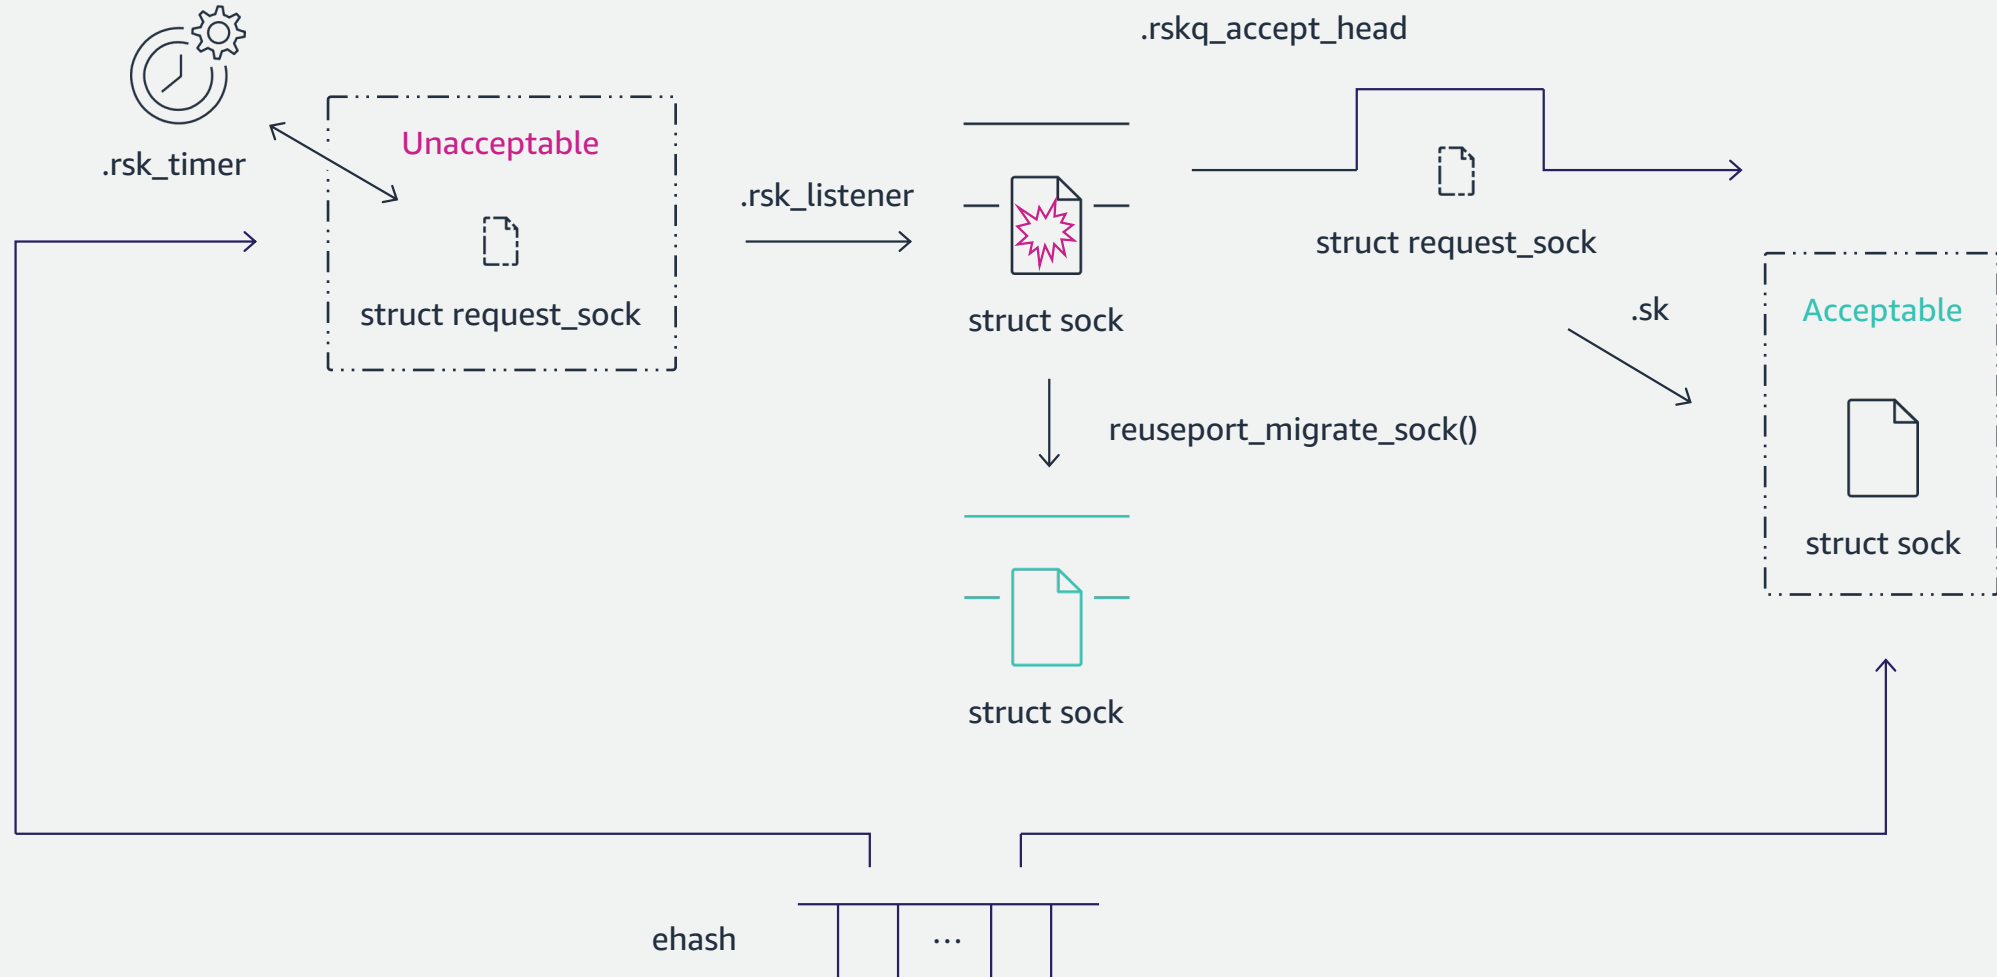 .rskq_accept_head
Unacceptable
.rsk_timer
.rsk_listener
struct request_sock
struct request_sock
struct sock
.sk
Acceptable
reuseport_migrate_sock()
struct sock
struct sock
ehash
...